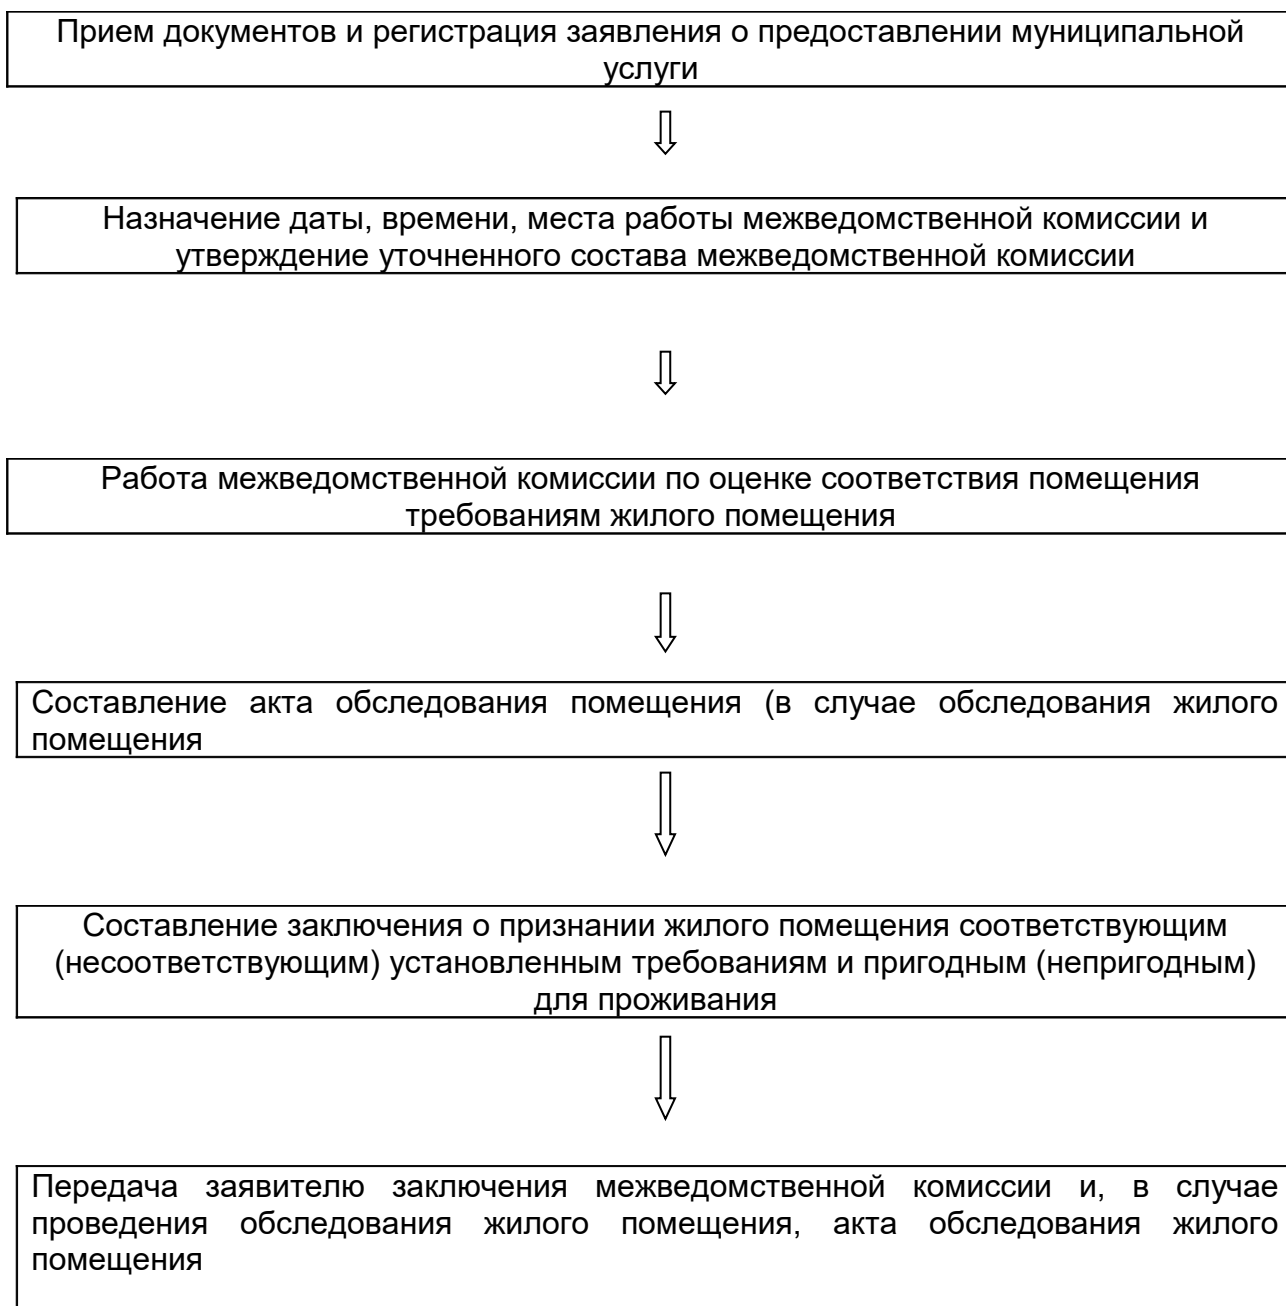 Прием документов и регистрация заявления о предоставлении муниципальной
услуги
Назначение даты, времени, места работы межведомственной комиссии и
утверждение уточненного состава межведомственной комиссии
Работа межведомственной комиссии по оценке соответствия помещения
требованиям жилого помещения
Составление акта обследования помещения (в случае обследования жилого
помещения
Составление заключения о признании жилого помещения соответствующим
(несоответствующим) установленным требованиям и пригодным (непригодным)
для проживания
Передача заявителю заключения межведомственной комиссии и, в случае
проведения обследования жилого помещения, акта обследования жилого
помещения